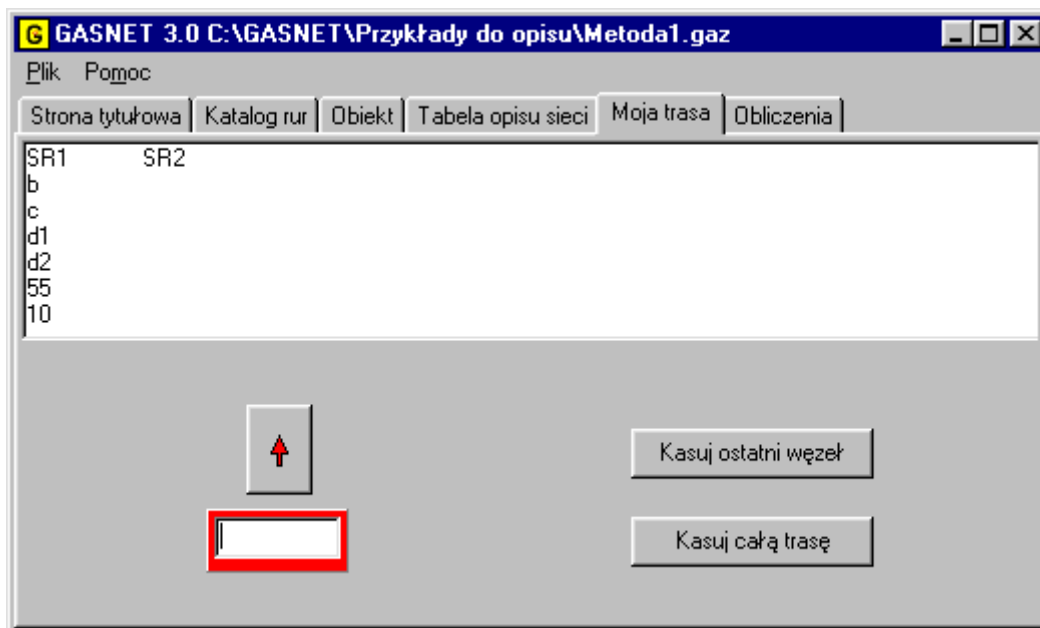 G GASNET 3.0 C:\GASNET\Przykłady do opisu\Metoda1.gaz
Plik Pomoc
Strona tytułowa Katalog rur Obiekt Tabela opisu sieci Moja trasa Obliczenia
SR1 SR2
b
c
d1
d2
55
10
Kasuj ostatni węzeł
Kasuj całą trasę